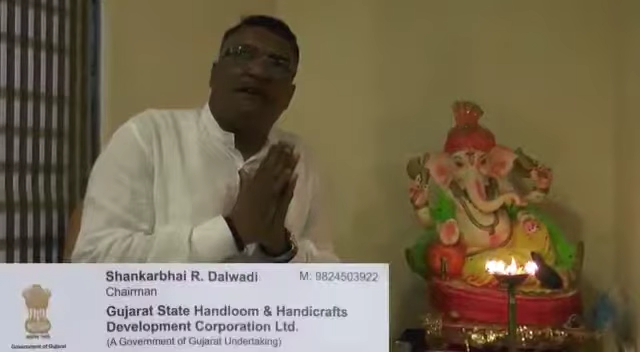 Shankarbhai R. Dalwadi M: 9824503922
Chairman
Gujarat State Handloom & Handicrafts
Development Corporation Ltd.
(A Government of Gujarat Undertaking)
Government of Gujarat